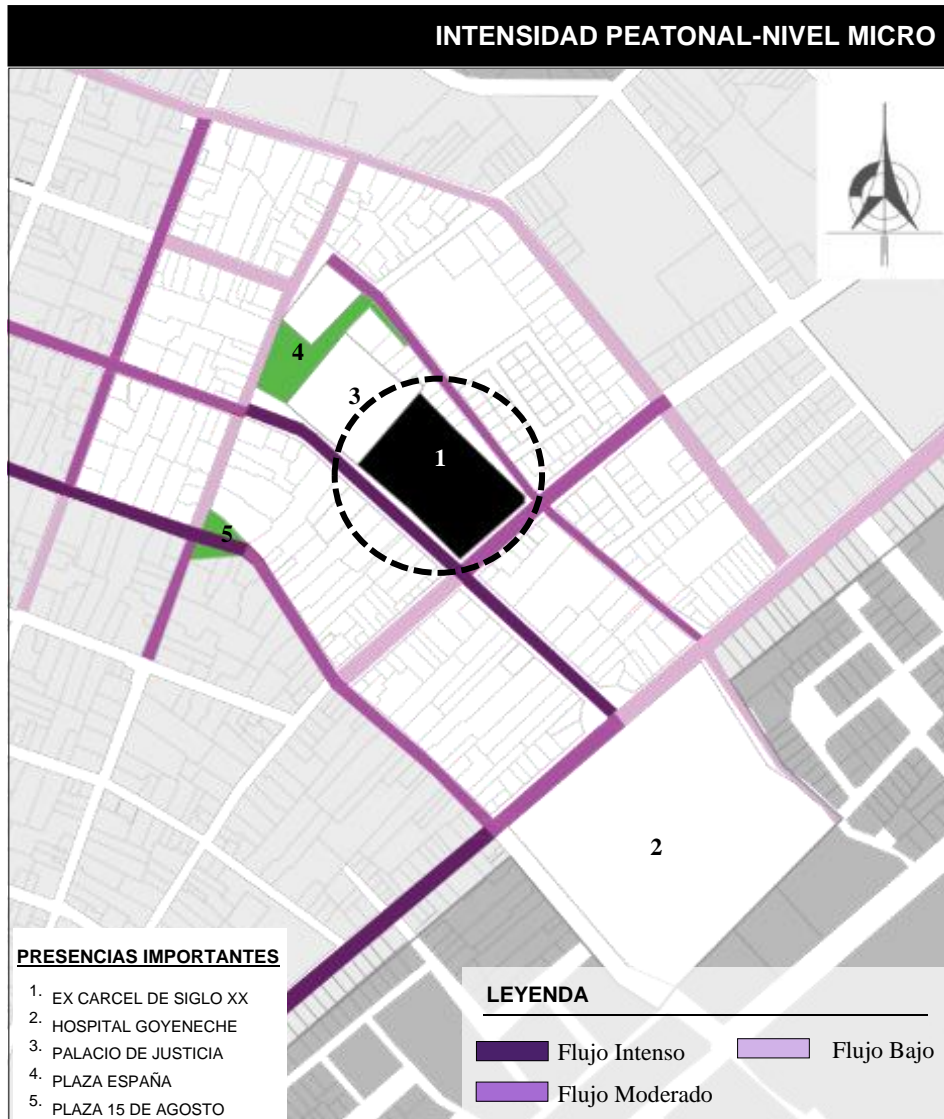 INTENSIDAD PEATONAL-NIVEL MICRO
4
3
1
5
2
PRESENCIAS IMPORTANTES
1. EX CARCEL DE SIGLO XX
2. HOSPITAL GOYENECHE
3. PALACIO DE JUSTICIA
4. PLAZA ESPAÑA
5. PLAZA 15 DE AGOSTO
LEYENDA
Flujo Intenso
Flujo Bajo
Flujo Moderado